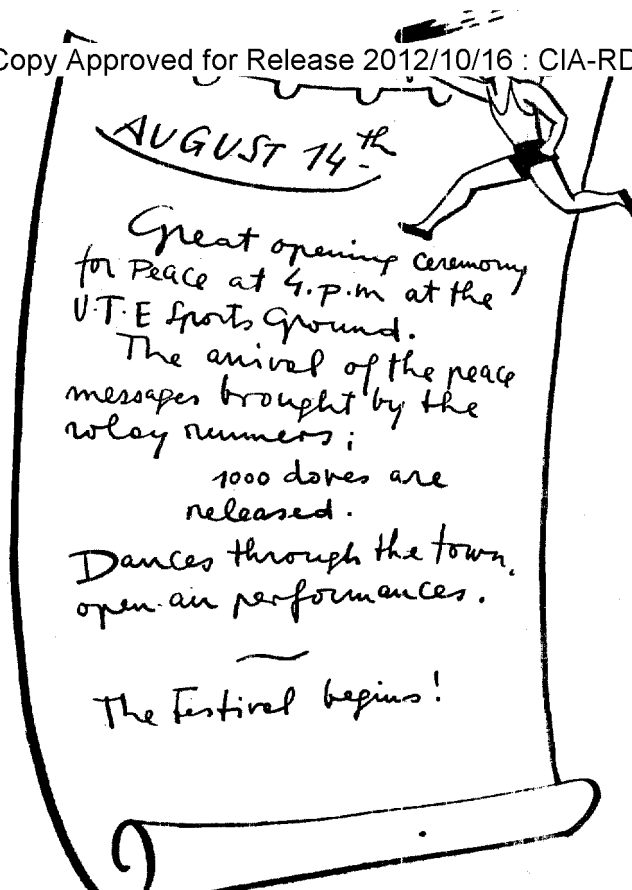 Copy Approved for Release 2012/10/16 : CIA-RD
AUGUST 14th
Great opening ceremony
for Peace at 4.p.m at the
U.T.E Sports Ground.
The arrival of the peace
messages brought by the
relay runners;
1000 doves are
released.
Dances through the town,
open-air performances.
The Festival begins!